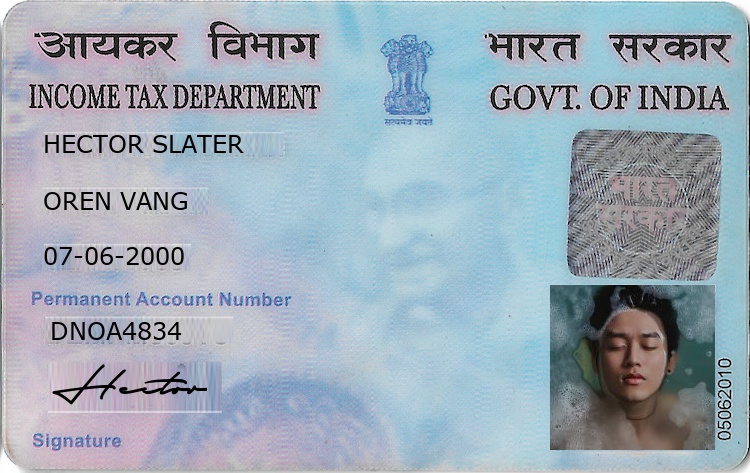 आयकर विभाग
INCOME TAX DEPARTMENT
भारत सरकार
GOVT. OF INDIA
सत्यमेव जयते
HECTOR SLATER
OREN VANG
07-06-2000
भारत
सरकार
Permanent Account Number
DNOA4834
Hector
Signature
05062010